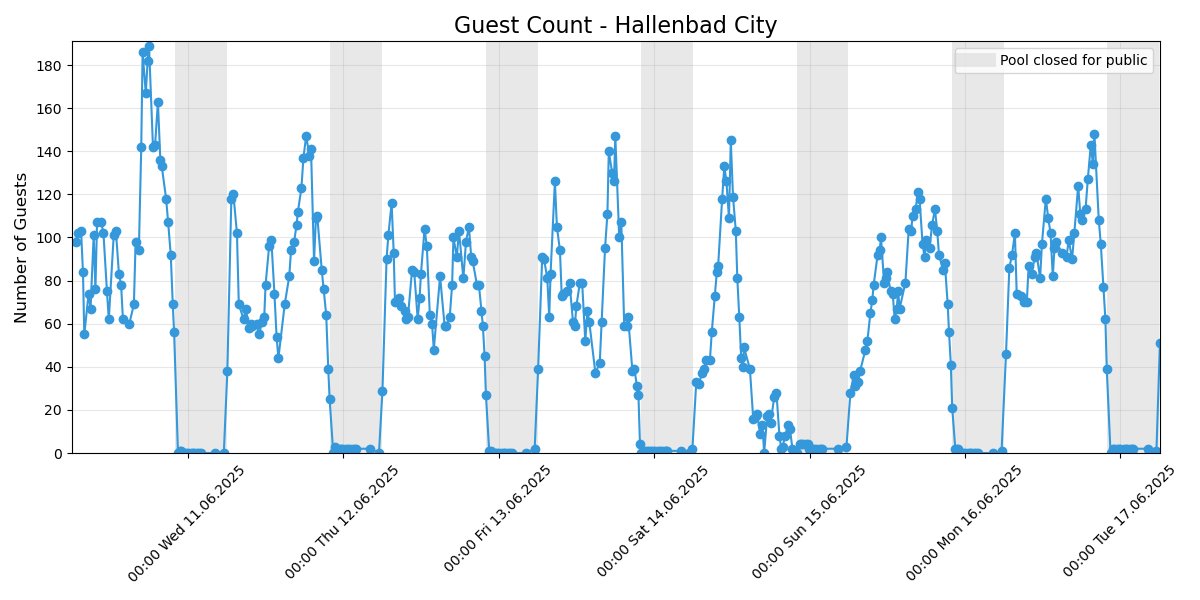 Guest Count - Hallenbad City
Pool closed for public
Number of Guests
180
160
140
120
100
80
60
40
20
0
00:00 Wed 11.06.2025
00:00 Thu 12.06.2025
00:00 Fri 13.06.2025
00:00 Sat 14.06.2025
00:00 Sun 15.06.2025
00:00 Mon 16.06.2025
00:00 Tue 17.06.2025